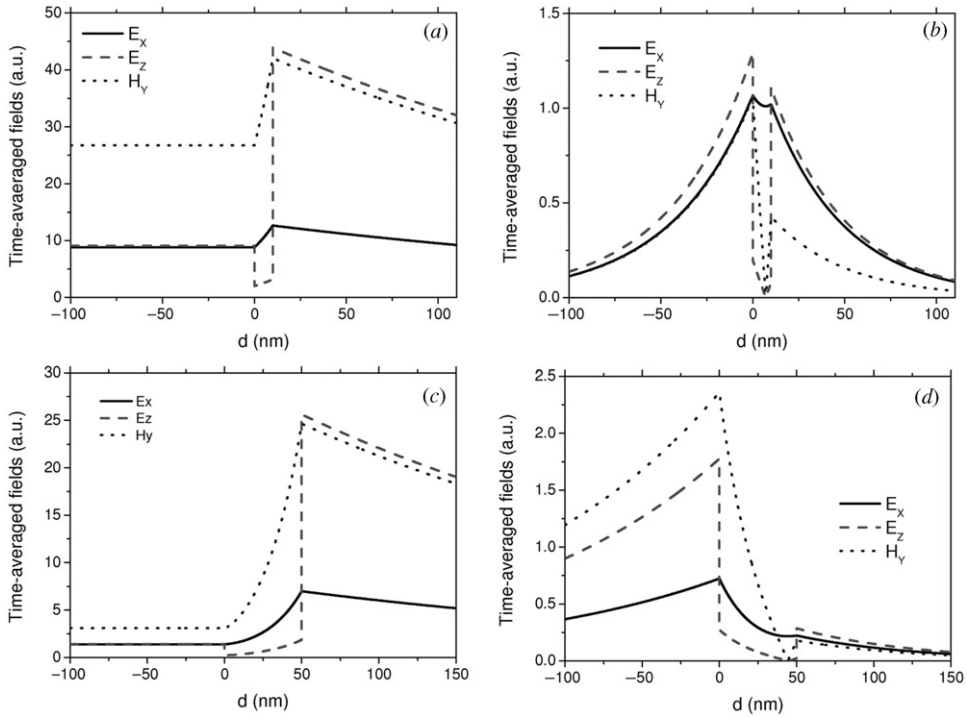 (a)
E_X
E_Z
H_Y
Time-avaeraged fields (a.u.)
50
40
30
20
10
0
−100 −50 0 50 100
d (nm)
(b)
E_X
E_Z
H_Y
Time-averaged fields (a.u.)
1.5
1.0
0.5
0.0
−100 −50 0 50 100
d (nm)
(c)
Ex
Ez
Hy
Time-averaged fields (a.u.)
30
25
20
15
10
5
0
−100 −50 0 50 100 150
d (nm)
(d)
E_X
E_Z
H_Y
Time-averaged fields (a.u.)
2.5
2.0
1.5
1.0
0.5
0.0
−100 −50 0 50 100 150
d (nm)